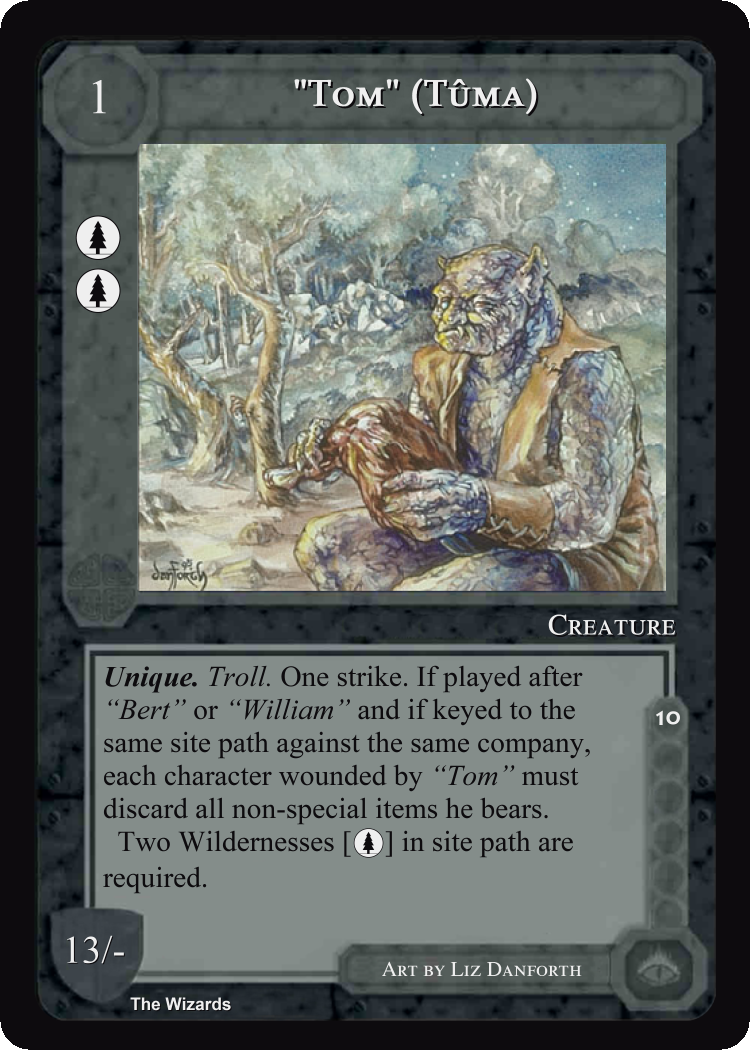 1
"Tom" (Tûma)
danforth 95
Creature
Unique. Troll. One strike. If played after
“Bert” or “William” and if keyed to the
same site path against the same company,
each character wounded by “Tom” must
discard all non-special items he bears.
Two Wildernesses [ ] in site path are
required.
10
13/-
Art by Liz Danforth
The Wizards